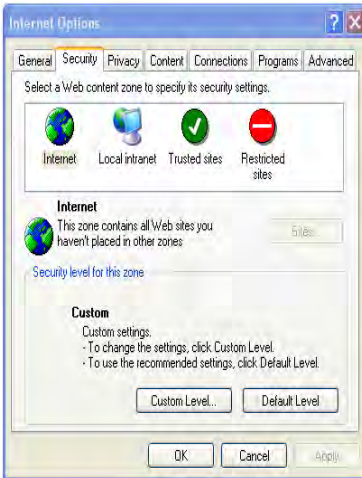 Internet Options
General Security Privacy Content Connections Programs Advanced
Select a Web content zone to specify its security settings.
Internet Local intranet Trusted sites Restricted
sites
Internet
This zone contains all Web sites you
haven't placed in other zones
Sites...
Security level for this zone
Custom
Custom settings.
- To change the settings, click Custom Level.
- To use the recommended settings, click Default Level.
Custom Level... Default Level
OK Cancel Apply